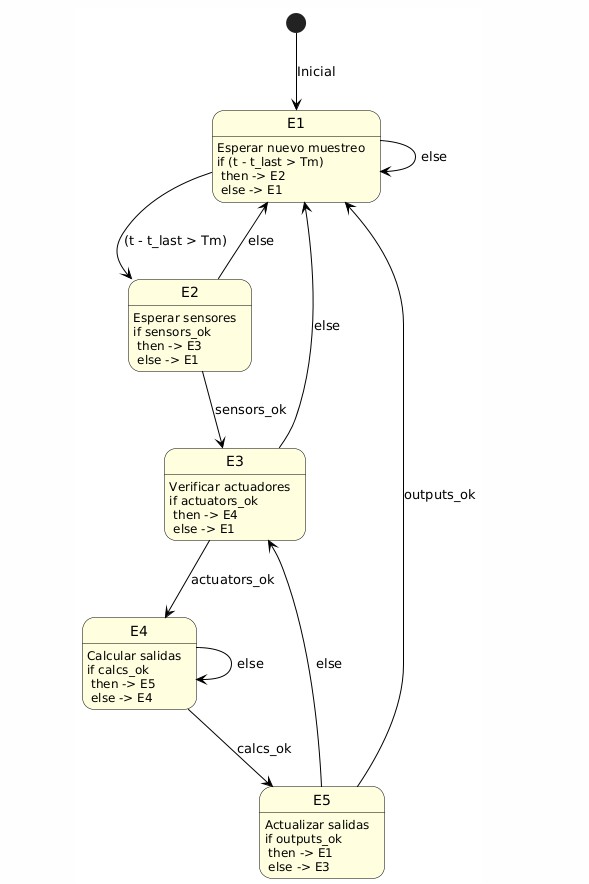 Inicial
E1
Esperar nuevo muestreo
if (t - t_last > Tm)
then -> E2
else -> E1
else
(t - t_last > Tm)
else
E2
Esperar sensores
if sensors_ok
then -> E3
else -> E1
else
sensors_ok
E3
Verificar actuadores
if actuators_ok
then -> E4
else -> E1
outputs_ok
actuators_ok
E4
Calcular salidas
if calcs_ok
then -> E5
else -> E4
else
else
calcs_ok
E5
Actualizar salidas
if outputs_ok
then -> E1
else -> E3